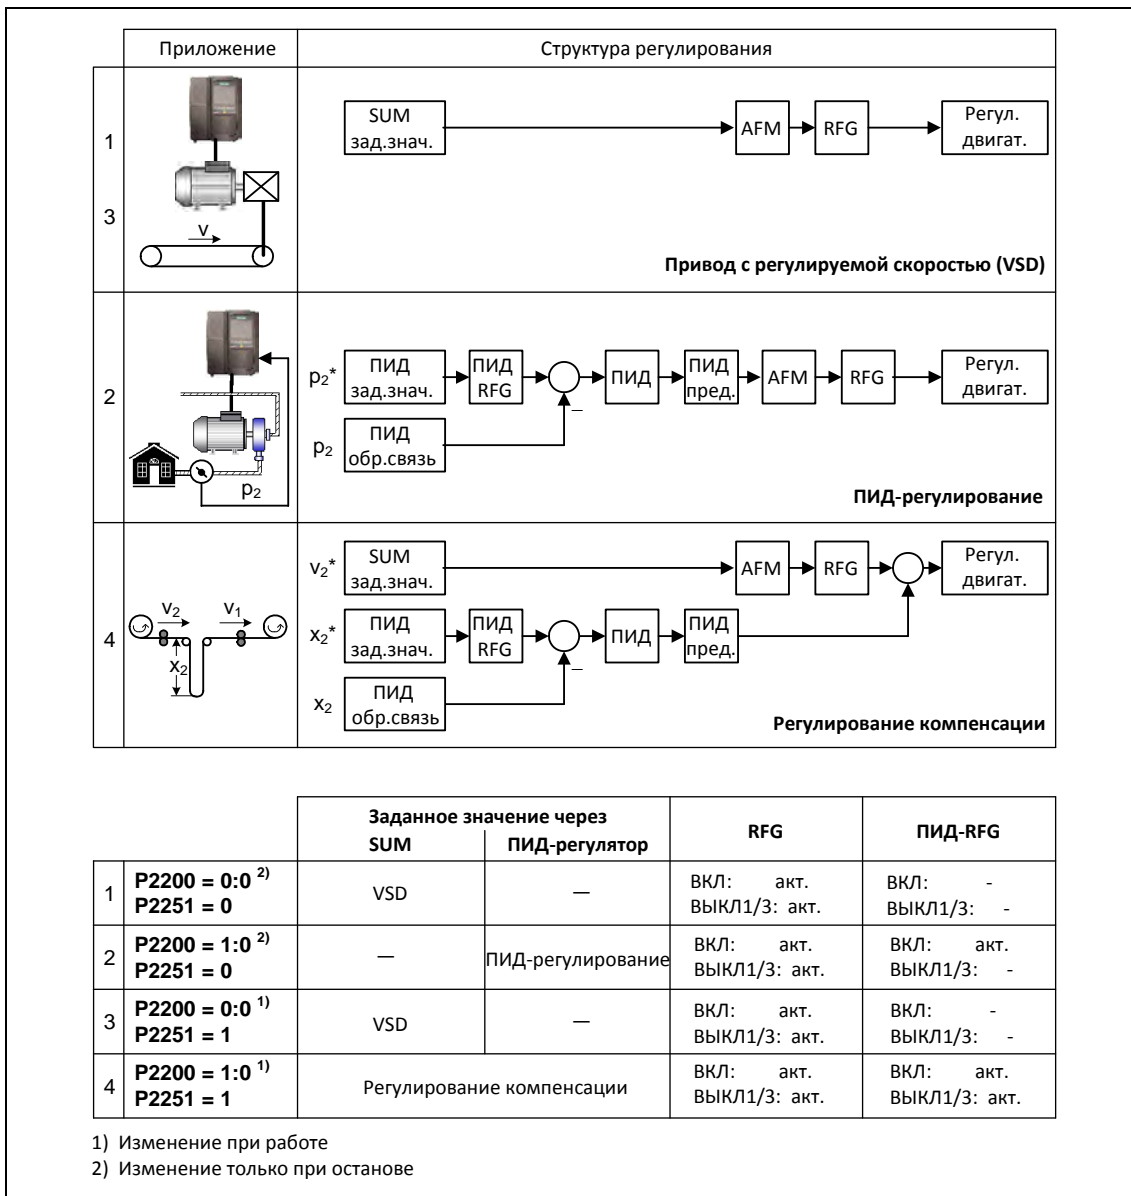 Приложение Структура регулирования
1
3
v
SUM
зад.знач.
AFM
RFG
Регул.
двигат.
Привод с регулируемой скоростью (VSD)
2
p2
p2*
ПИД
зад.знач.
ПИД
RFG
ПИД
ПИД
пред.
AFM
RFG
Регул.
двигат.
p2
ПИД
обр.связь
–
ПИД-регулирование
4
v2 v1
x2
v2*
SUM
зад.знач.
AFM
RFG
Регул.
двигат.
x2*
ПИД
зад.знач.
ПИД
RFG
ПИД
ПИД
пред.
–
x2
ПИД
обр.связь
Регулирование компенсации
Заданное значение через RFG ПИД-RFG
SUM ПИД-регулятор
1 P2200 = 0:0 2) VSD — ВКЛ: акт. ВКЛ: -
P2251 = 0 ВЫКЛ1/3: акт. ВЫКЛ1/3: -
2 P2200 = 1:0 2) — ПИД-регулирование ВКЛ: акт. ВКЛ: акт.
P2251 = 0 ВЫКЛ1/3: акт. ВЫКЛ1/3: -
3 P2200 = 0:0 1) VSD — ВКЛ: акт. ВКЛ: -
P2251 = 1 ВЫКЛ1/3: акт. ВЫКЛ1/3: -
4 P2200 = 1:0 1) Регулирование компенсации ВКЛ: акт. ВКЛ: акт.
P2251 = 1 ВЫКЛ1/3: акт. ВЫКЛ1/3: акт.
1) Изменение при работе
2) Изменение только при останове